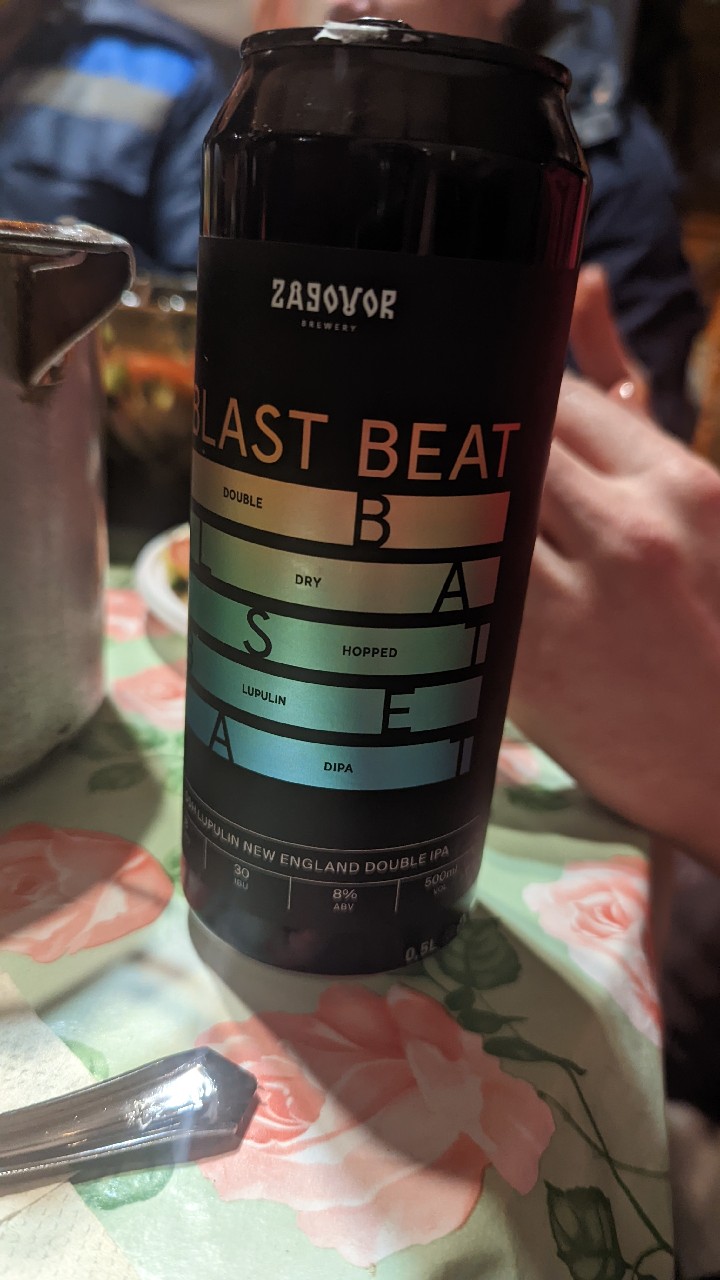 ZAGOVOR
BREWERY
BLAST BEAT
DOUBLE B
L DRY A
S HOPPED T
LUPULIN E
A DIPA T
LUPULIN NEW ENGLAND DOUBLE IPA
30 8% 500ml
IBU ABV VOL
0,5L